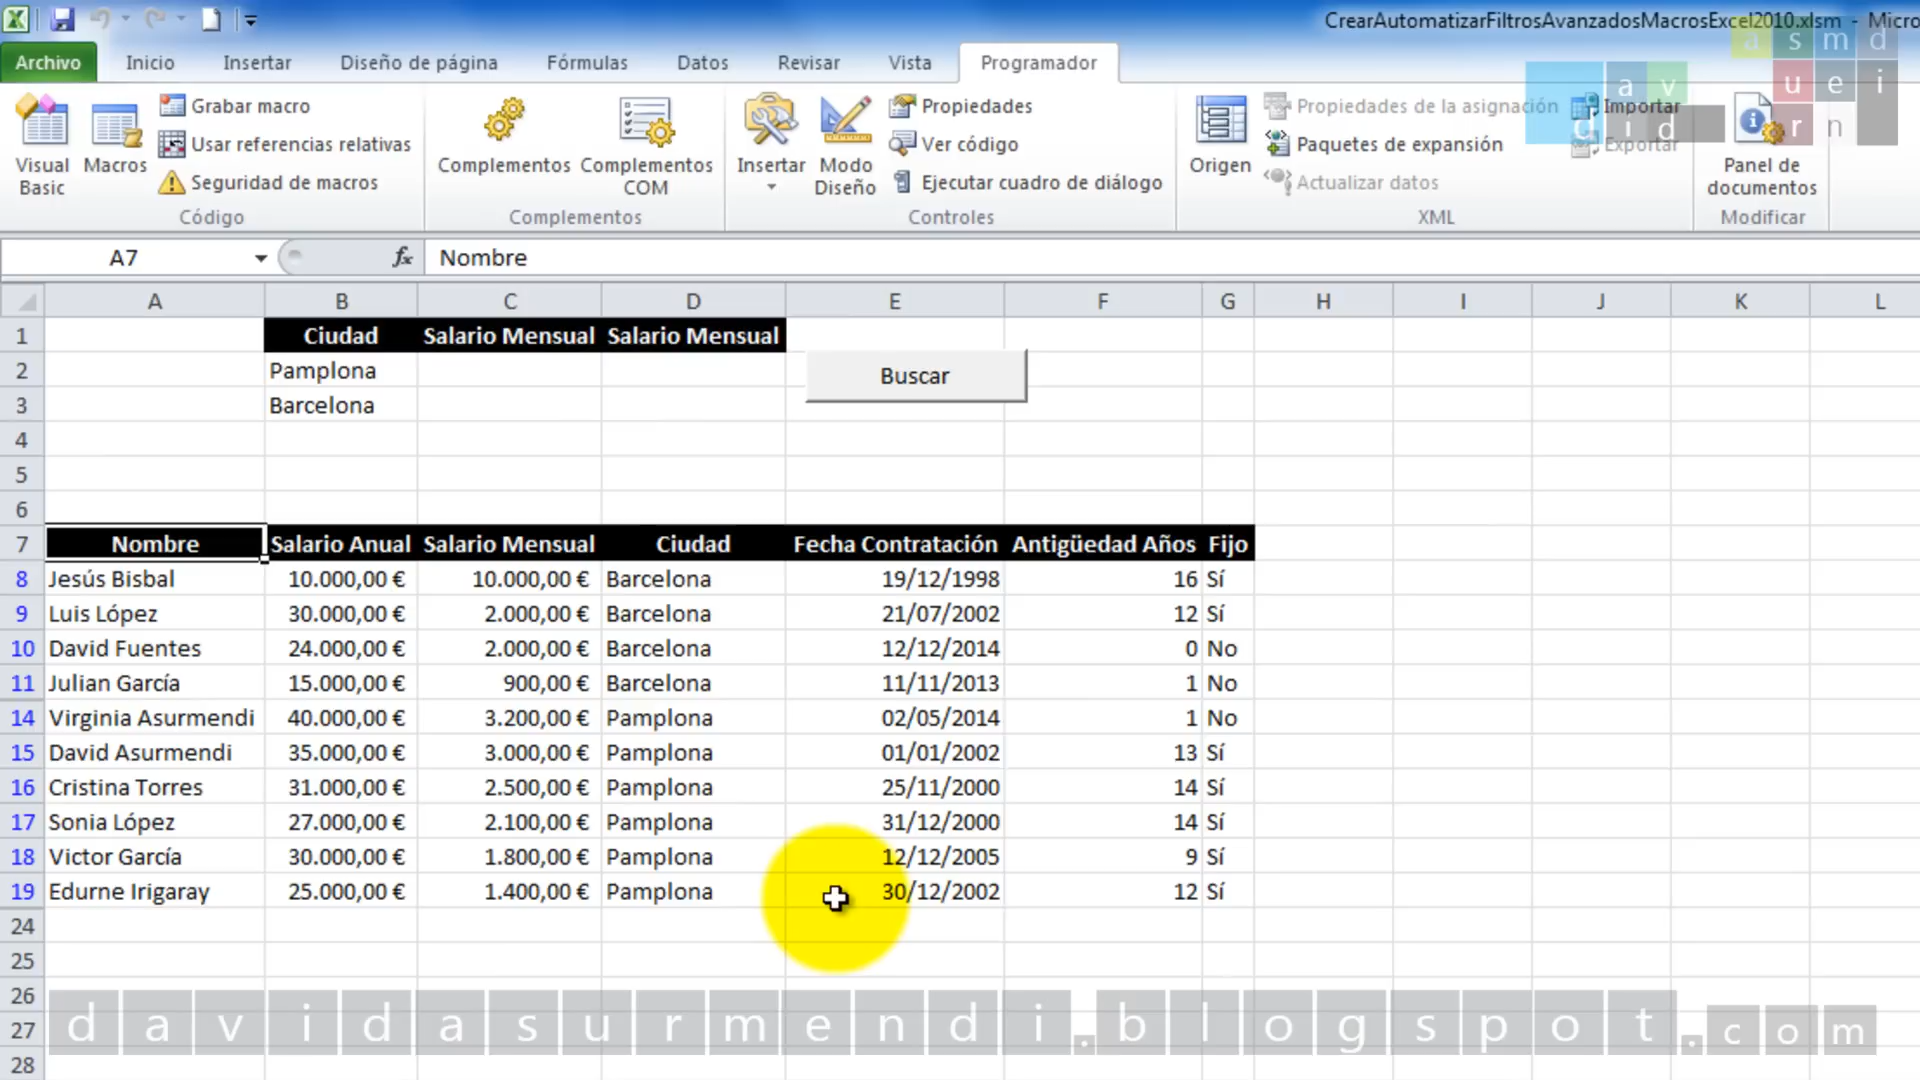 CrearAutomatizarFiltrosAvanzadosMacrosExcel2010.xlsm - Micro
Archivo Inicio Insertar Diseño de página Fórmulas Datos Revisar Vista Programador
a s m d
a v u e i
d i d r n
Visual Basic
Macros
Grabar macro
Usar referencias relativas
Seguridad de macros
Código
Complementos
Complementos COM
Complementos
Insertar
Modo Diseño
Propiedades
Ver código
Ejecutar cuadro de diálogo
Controles
Origen
Propiedades de la asignación
Paquetes de expansión
Actualizar datos
Importar
Exportar
XML
Panel de documentos
Modificar
A7 fx Nombre
A B C D E F G H I J K L
1 Ciudad Salario Mensual Salario Mensual
2 Pamplona
Buscar
3 Barcelona
4
5
6
7 Nombre Salario Anual Salario Mensual Ciudad Fecha Contratación Antigüedad Años Fijo
8 Jesús Bisbal 10.000,00 € 10.000,00 € Barcelona 19/12/1998 16 Sí
9 Luis López 30.000,00 € 2.000,00 € Barcelona 21/07/2002 12 Sí
10 David Fuentes 24.000,00 € 2.000,00 € Barcelona 12/12/2014 0 No
11 Julian García 15.000,00 € 900,00 € Barcelona 11/11/2013 1 No
14 Virginia Asurmendi 40.000,00 € 3.200,00 € Pamplona 02/05/2014 1 No
15 David Asurmendi 35.000,00 € 3.000,00 € Pamplona 01/01/2002 13 Sí
16 Cristina Torres 31.000,00 € 2.500,00 € Pamplona 25/11/2000 14 Sí
17 Sonia López 27.000,00 € 2.100,00 € Pamplona 31/12/2000 14 Sí
18 Victor García 30.000,00 € 1.800,00 € Pamplona 12/12/2005 9 Sí
19 Edurne Irigaray 25.000,00 € 1.400,00 € Pamplona 30/12/2002 12 Sí
24
25
26
27
28
davidasurmendi.blogspot.com